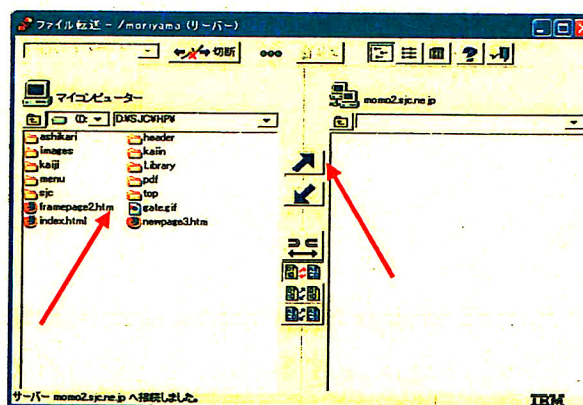 ファイル転送 - /moriyama (リーバー)
切断
マイコンピューター
momo2.sjc.ne.jp
(D: D:¥SJC¥HP¥
ashikari header
images kaiin
kaiji Library
menu pdf
sjc top
framepage2.htm gate.gif
index.html newpage3.htm
サーバー momo2.sjc.ne.jp へ接続しました。
IBM